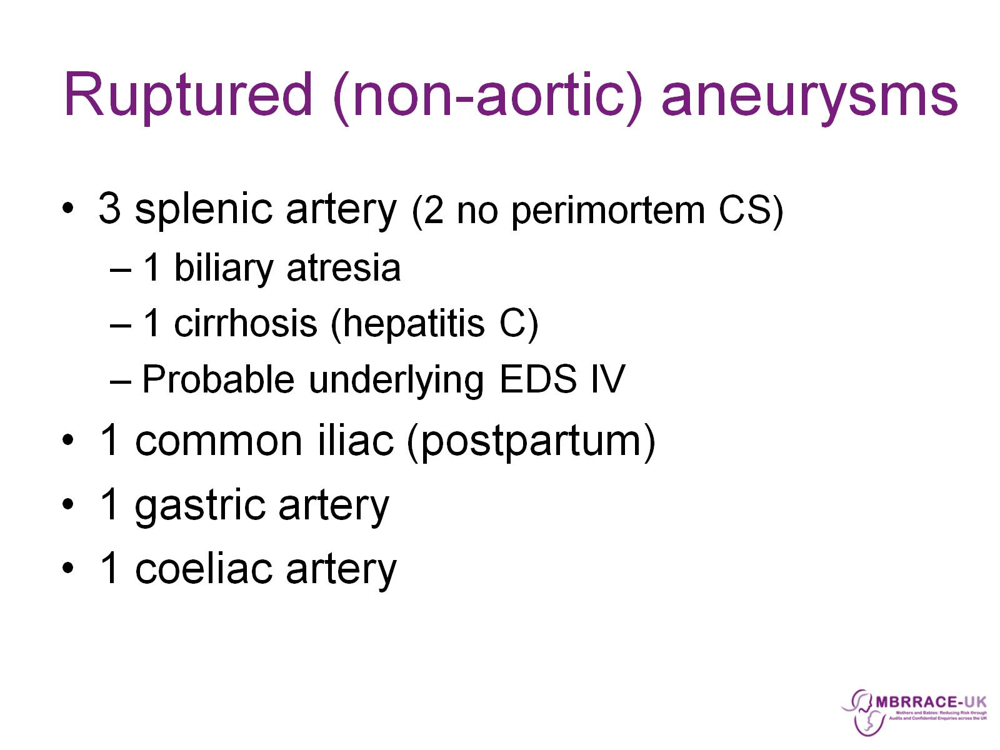 Ruptured (non-aortic) aneurysms
• 3 splenic artery (2 no perimortem CS)
– 1 biliary atresia
– 1 cirrhosis (hepatitis C)
– Probable underlying EDS IV
• 1 common iliac (postpartum)
• 1 gastric artery
• 1 coeliac artery
MBRRACE-UK
Mothers and Babies: Reducing Risk through
Audits and Confidential Enquiries across the UK